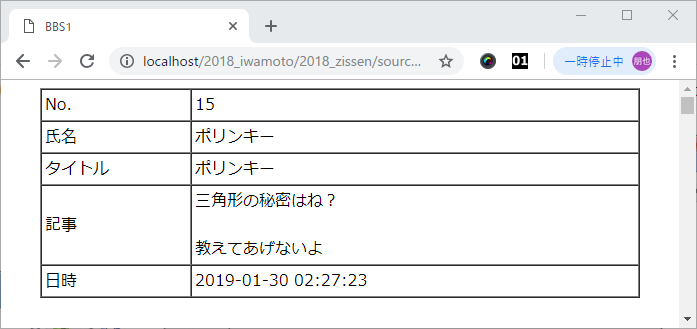 BBS1
localhost/2018_iwamoto/2018_zissen/sourc...
01
一時停止中
朋也
No. 15
氏名 ポリンキー
タイトル ポリンキー
記事 三角形の秘密はね？
教えてあげないよ
日時 2019-01-30 02:27:23